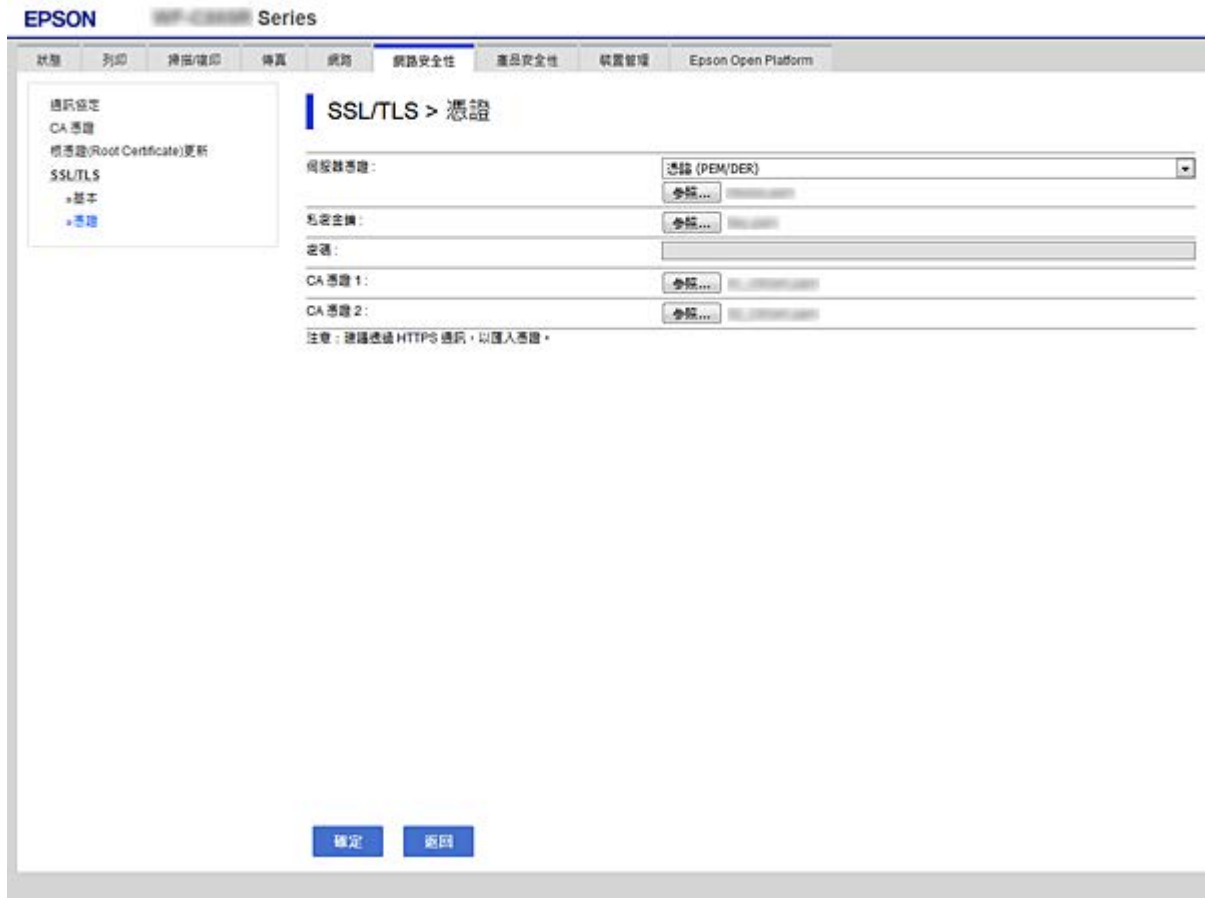 EPSON Series
狀態 列印 掃描/複印 傳真 網路 網路安全性 產品安全性 裝置管理 Epson Open Platform
通訊協定
CA 憑證
根憑證(Root Certificate)更新
SSL/TLS
»基本
»憑證
SSL/TLS > 憑證
伺服器憑證 :
憑證 (PEM/DER)
參照...
私密金鑰 :
參照...
密碼 :
CA 憑證 1 :
參照...
CA 憑證 2 :
參照...
注意：建議透過 HTTPS 通訊，以匯入憑證。
確定 返回